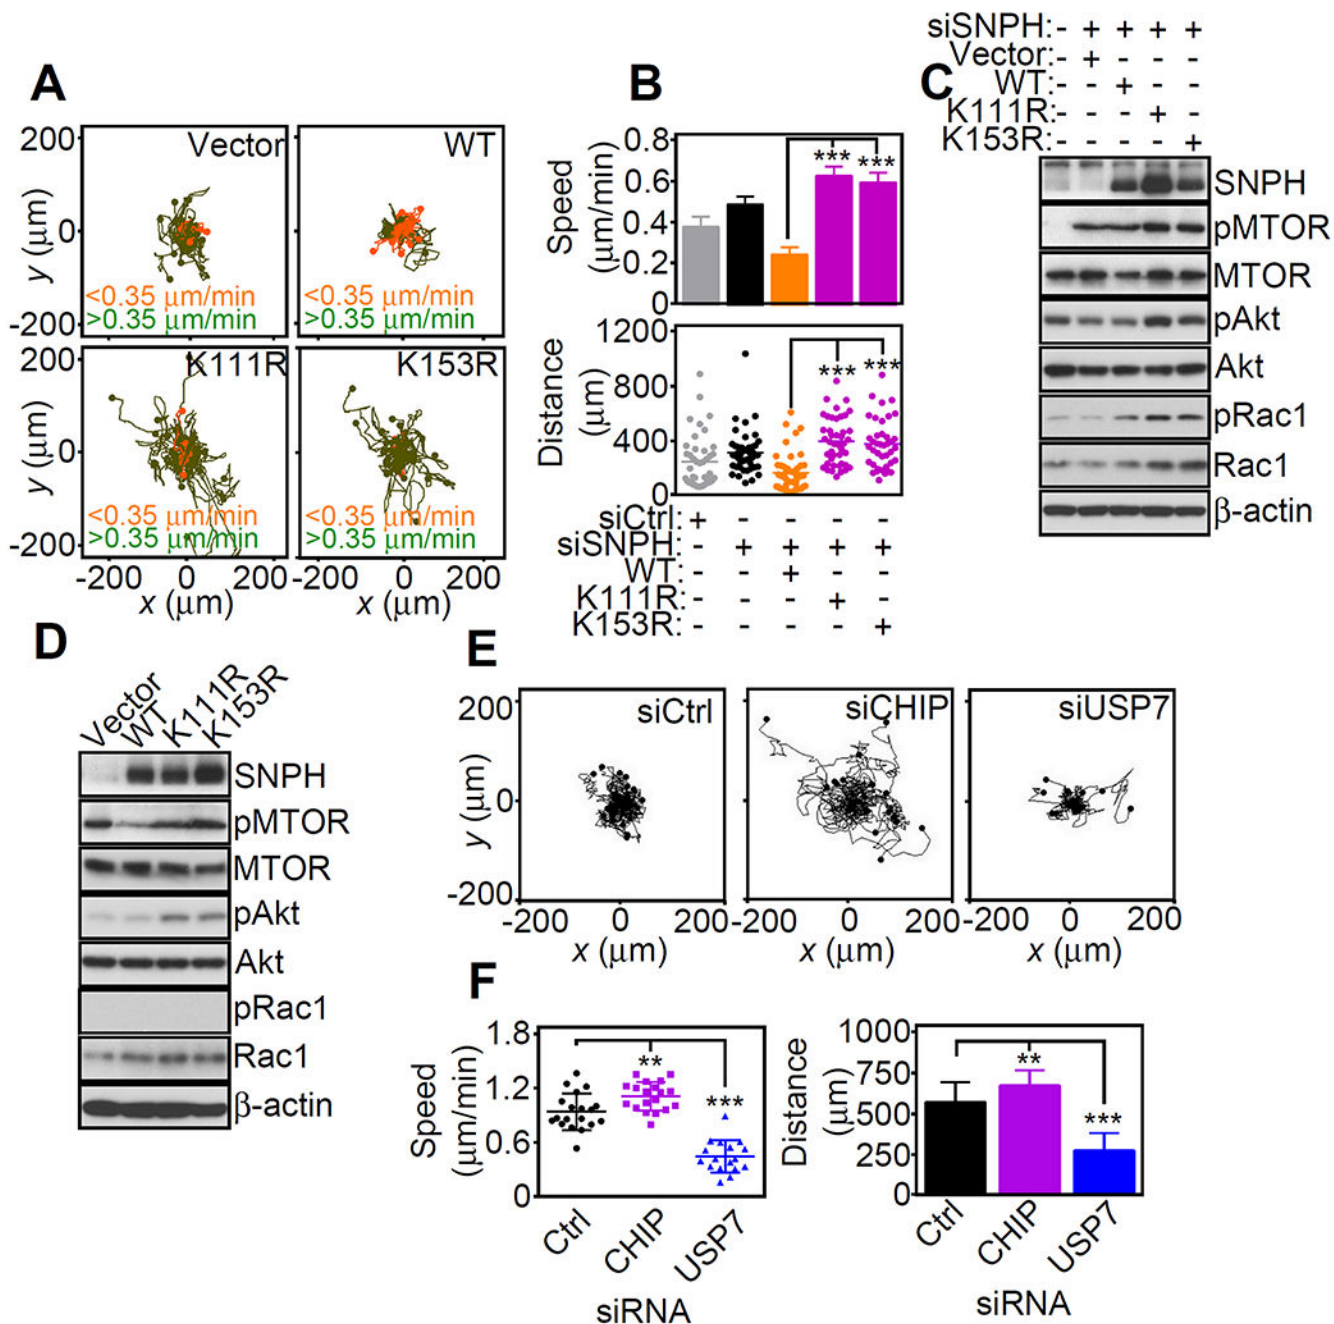 A
200
0
-200
y (μm)
Vector
<0.35 μm/min
>0.35 μm/min
WT
<0.35 μm/min
>0.35 μm/min
200
0
-200
y (μm)
K111R
<0.35 μm/min
>0.35 μm/min
K153R
<0.35 μm/min
>0.35 μm/min
-200 0 200
x (μm)
-200 0 200
x (μm)
B
Speed
(μm/min)
0.8
0.6
0.4
0.2
0
*** ***
Distance
(μm)
1200
800
400
0
*** ***
siCtrl + - - - -
siSNPH: - + + + +
WT: - - + - -
K111R: - - - + -
K153R: - - - - +
C
siSNPH: - + + + +
Vector: - + - - -
WT: - - + - -
K111R: - - - + -
K153R: - - - - +
SNPH
pMTOR
MTOR
pAkt
Akt
pRac1
Rac1
β-actin
D
Vector
WT
K111R
K153R
SNPH
pMTOR
MTOR
pAkt
Akt
pRac1
Rac1
β-actin
E
200
0
-200
y (μm)
siCtrl
siCHIP
siUSP7
-200 0 200
x (μm)
-200 0 200
x (μm)
-200 0 200
x (μm)
F
Speed
(μm/min)
1.8
1.2
0.6
0
**
***
Ctrl
CHIP
USP7
siRNA
Distance
(μm)
1000
750
500
250
0
**
***
Ctrl
CHIP
USP7
siRNA